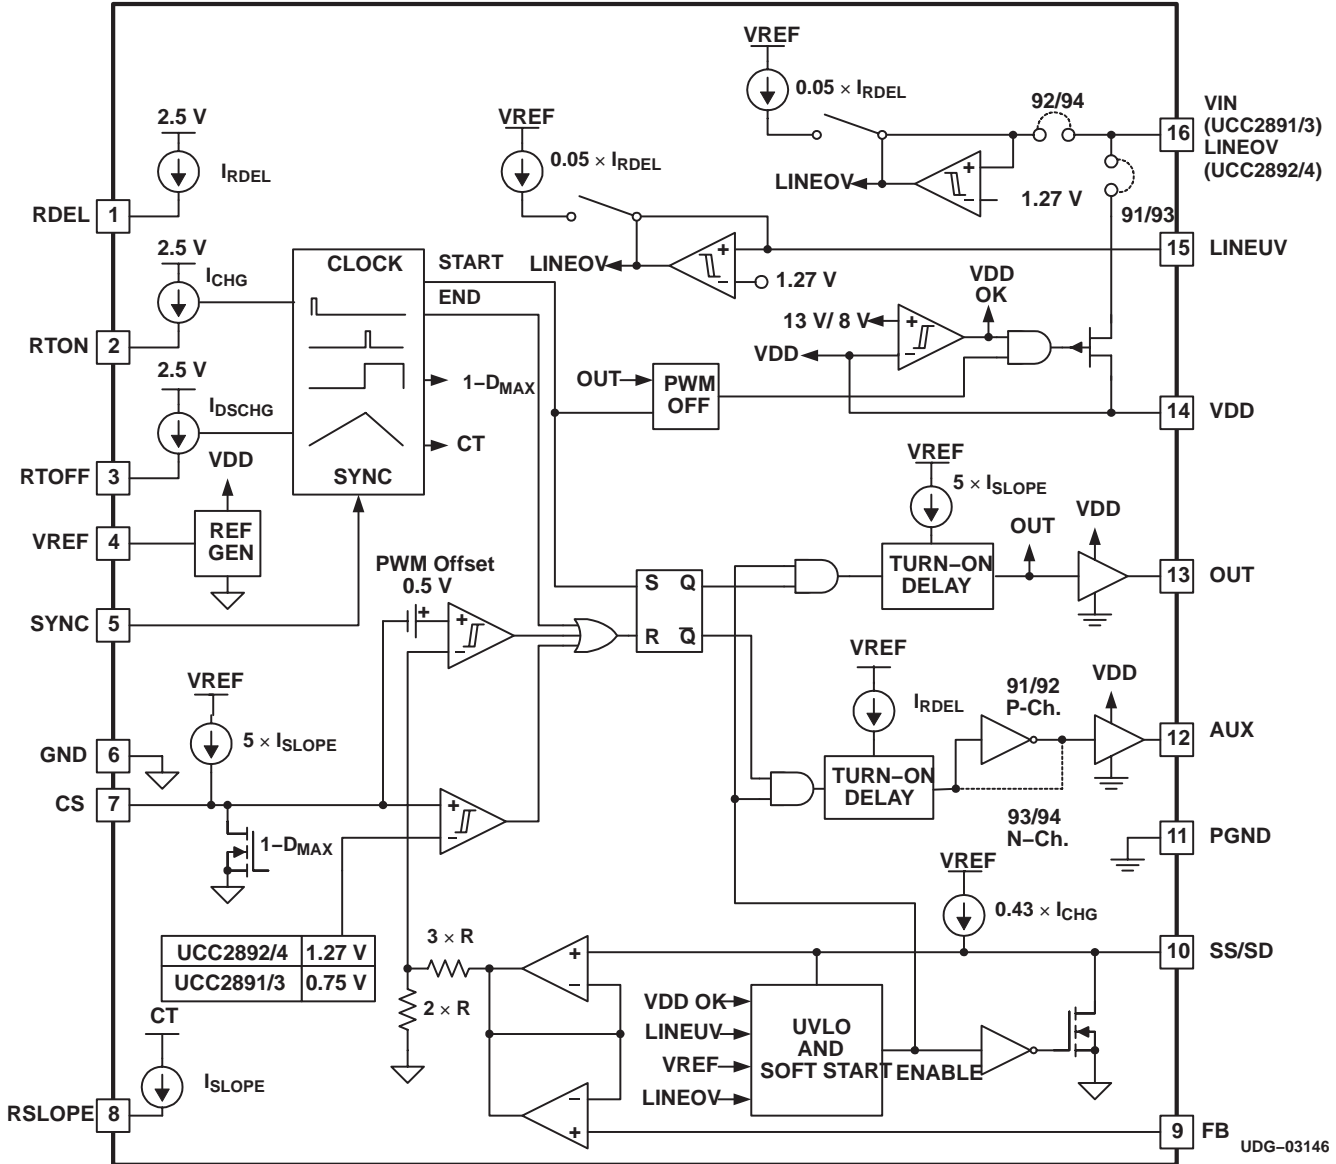 VREF
0.05 × IRDEL
92/94
VIN
(UCC2891/3)
LINEOV
(UCC2892/4)
16
LINEOV
1.27 V
91/93
2.5 V
IRDEL
RDEL 1
VREF
0.05 × IRDEL
LINEOV
1.27 V
15 LINEUV
2.5 V
ICHG
RTON 2
CLOCK
START
END
1–DMAX
CT
SYNC
VDD
OK
13 V/ 8 V
VDD
OUT
PWM
OFF
14 VDD
2.5 V
IDSCHG
RTOFF 3
VDD
VREF 4
REF
GEN
SYNC 5
PWM Offset
0.5 V
S Q
R Q̅
VREF
5 × ISLOPE
TURN–ON
DELAY
OUT
VDD
13 OUT
VREF
IRDEL
TURN–ON
DELAY
91/92
P-Ch.
93/94
N–Ch.
VDD
12 AUX
11 PGND
VREF
5 × ISLOPE
GND 6
CS 7
1–DMAX
UCC2892/4 1.27 V
UCC2891/3 0.75 V
3 × R
2 × R
VREF
0.43 × ICHG
10 SS/SD
VDD OK
LINEUV
VREF
LINEOV
UVLO
AND
SOFT START
ENABLE
CT
ISLOPE
RSLOPE 8
9 FB
UDG–03146